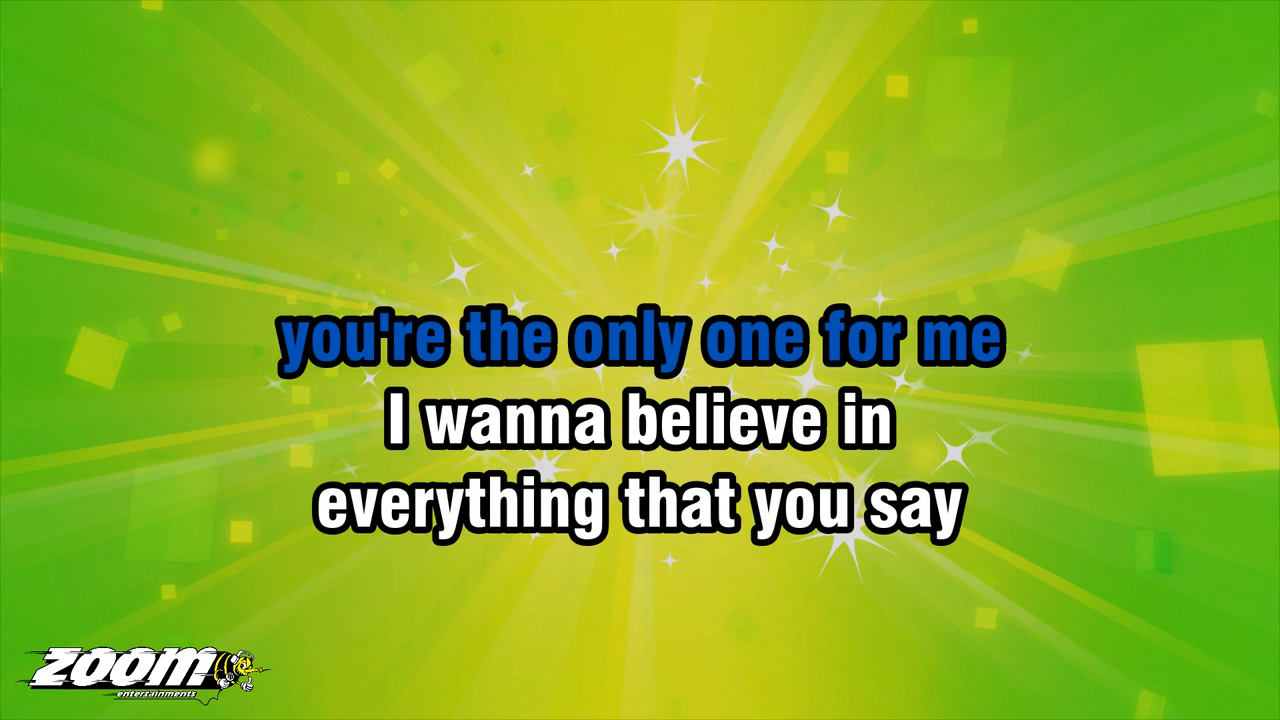 you're the only one for me
I wanna believe in
everything that you say
ZOOM
entertainments